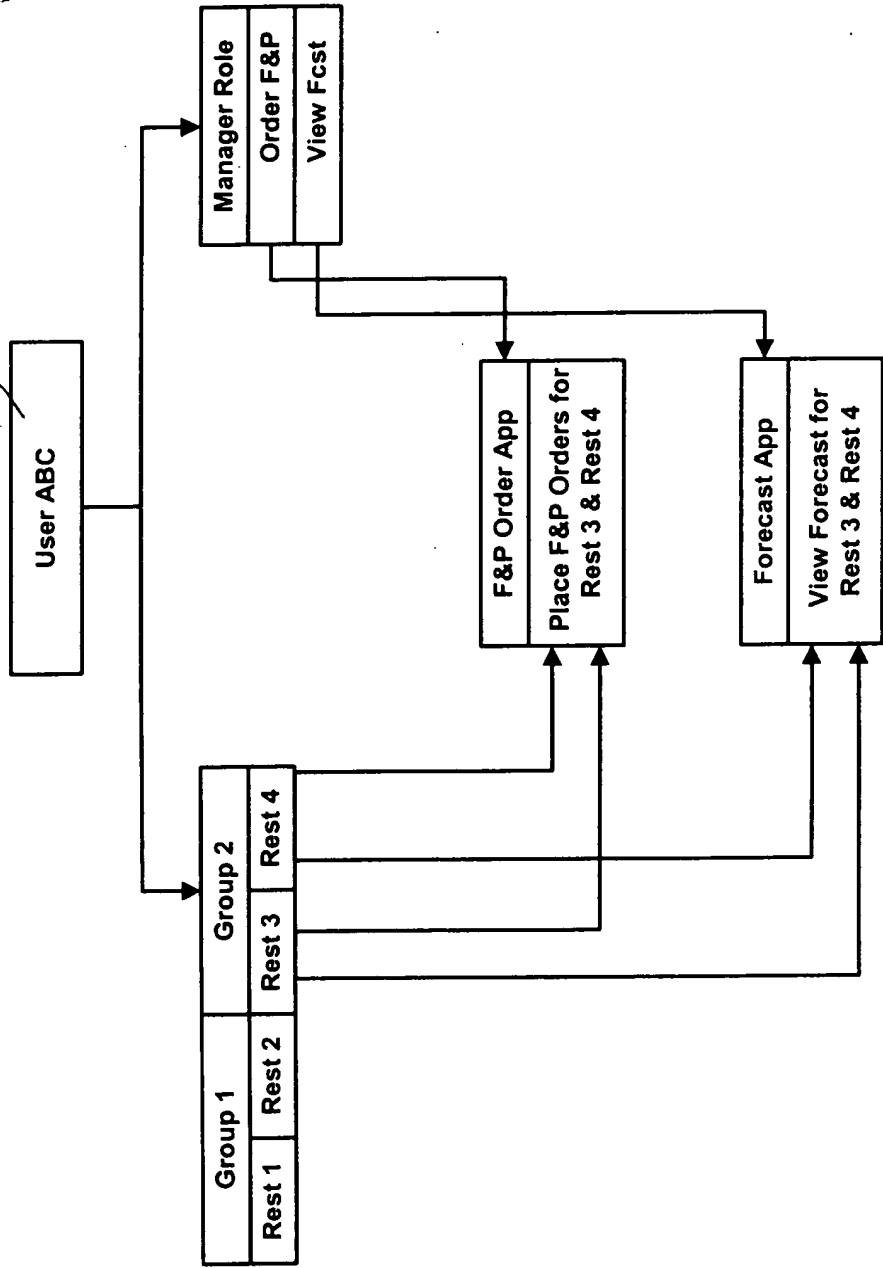 User ABC
Group 1
Group 2
Rest 1
Rest 2
Rest 3
Rest 4
Manager Role
Order F&P
View Fcst
F&P Order App
Place F&P Orders for
Rest 3 & Rest 4
Forecast App
View Forecast for
Rest 3 & Rest 4